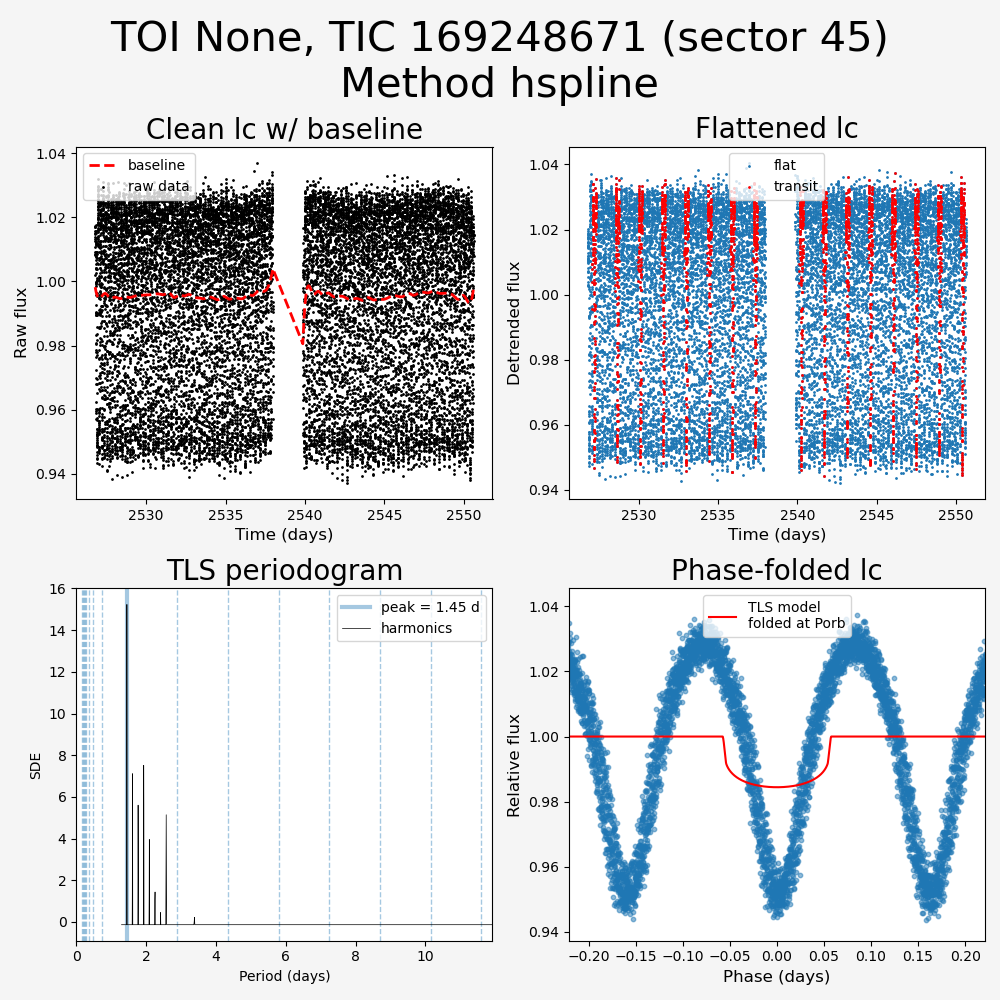 TOI None, TIC 169248671 (sector 45)
Method hspline
Clean lc w/ baseline
Flattened lc
baseline
raw data
flat
transit
1.04
1.02
1.00
0.98
0.96
0.94
Raw flux
2530
2535
2540
2545
2550
Time (days)
1.04
1.02
1.00
0.98
0.96
0.94
Detrended flux
2530
2535
2540
2545
2550
Time (days)
TLS periodogram
Phase-folded lc
peak = 1.45 d
harmonics
TLS model
folded at Porb
16
14
12
10
8
6
4
2
0
SDE
0
2
4
6
8
10
Period (days)
1.04
1.02
1.00
0.98
0.96
0.94
Relative flux
−0.20
−0.15
−0.10
−0.05
0.00
0.05
0.10
0.15
0.20
Phase (days)